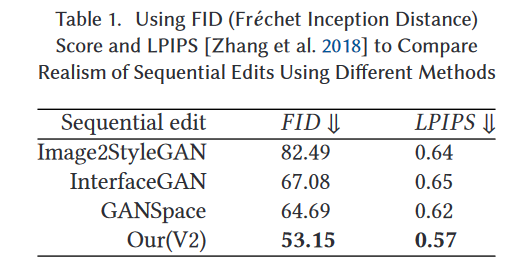 Table 1. Using FID (Fréchet Inception Distance)
Score and LPIPS [Zhang et al. 2018] to Compare
Realism of Sequential Edits Using Different Methods
Sequential edit FID ⇓ LPIPS ⇓
Image2StyleGAN 82.49 0.64
InterfaceGAN 67.08 0.65
GANSpace 64.69 0.62
Our(V2) 53.15 0.57